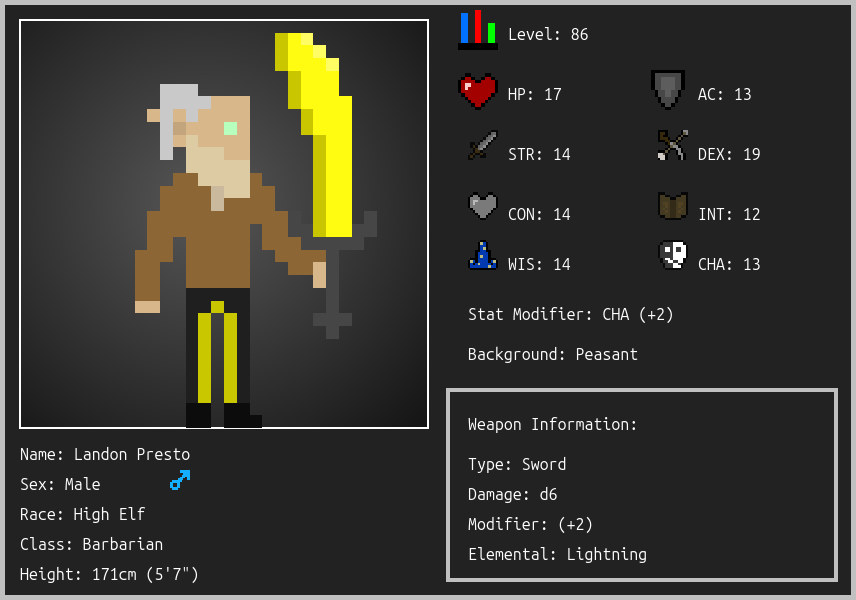 Level: 86
HP: 17
AC: 13
STR: 14
DEX: 19
CON: 14
INT: 12
WIS: 14
CHA: 13
Stat Modifier: CHA (+2)
Background: Peasant
Weapon Information:
Type: Sword
Damage: d6
Modifier: (+2)
Elemental: Lightning
Name: Landon Presto
Sex: Male
Race: High Elf
Class: Barbarian
Height: 171cm (5'7")